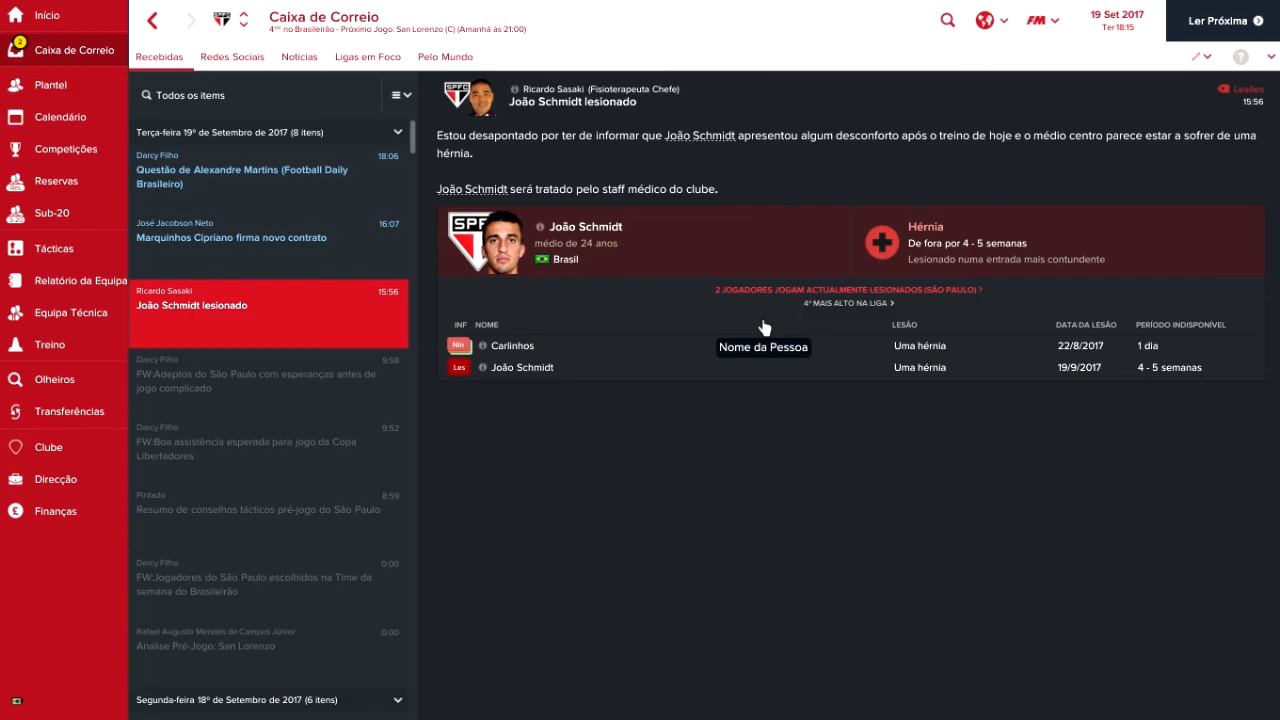 Início
2
Caixa de Correio
Plantel
Calendário
Competições
Reservas
Sub-20
Tácticas
Relatório da Equipa
Equipa Técnica
Treino
Olheiros
Transferências
Clube
Direcção
Finanças
Caixa de Correio
4º no Brasileirão - Próximo Jogo: San Lorenzo (C) (Amanhã às 21:00)
FM
19 Set 2017
Ter 18:15
Ler Próxima
Recebidas
Redes Sociais
Notícias
Ligas em Foco
Pelo Mundo
Todos os items
Terça-feira 19º de Setembro de 2017 (8 itens)
Darcy Filho 18:06
Questão de Alexandre Martins (Football Daily
Brasileiro)
José Jacobson Neto 16:07
Marquinhos Cipriano firma novo contrato
Ricardo Sasaki 15:56
João Schmidt lesionado
Darcy Filho 9:58
FW:Adeptos do São Paulo com esperanças antes de
jogo complicado
Darcy Filho 9:52
FW:Boa assistência esperada para jogo da Copa
Libertadores
Pintado 8:59
Resumo de conselhos tácticos pré-jogo do São Paulo
Darcy Filho 0:00
FW:Jogadores do São Paulo escolhidos na Time da
semana do Brasileirão
Rafael Augusto Mendes de Campos Júnior 0:00
Analise Pré-Jogo: San Lorenzo
Segunda-feira 18º de Setembro de 2017 (6 itens)
SPFC
Ricardo Sasaki (Fisioterapeuta Chefe)
João Schmidt lesionado
Lesões
15:56
Estou desapontado por ter de informar que João Schmidt apresentou algum desconforto após o treino de hoje e o médio centro parece estar a sofrer de uma
hérnia.
João Schmidt será tratado pelo staff médico do clube.
João Schmidt
médio de 24 anos
Brasil
Hérnia
De fora por 4 - 5 semanas
Lesionado numa entrada mais contundente
2 JOGADORES JOGAM ACTUALMENTE LESIONADOS (SÃO PAULO) >
4º MAIS ALTO NA LIGA >
INF NOME LESÃO DATA DA LESÃO PERÍODO INDISPONÍVEL
Nin Carlinhos Uma hérnia 22/8/2017 1 dia
Nome da Pessoa
Les João Schmidt Uma hérnia 19/9/2017 4 - 5 semanas